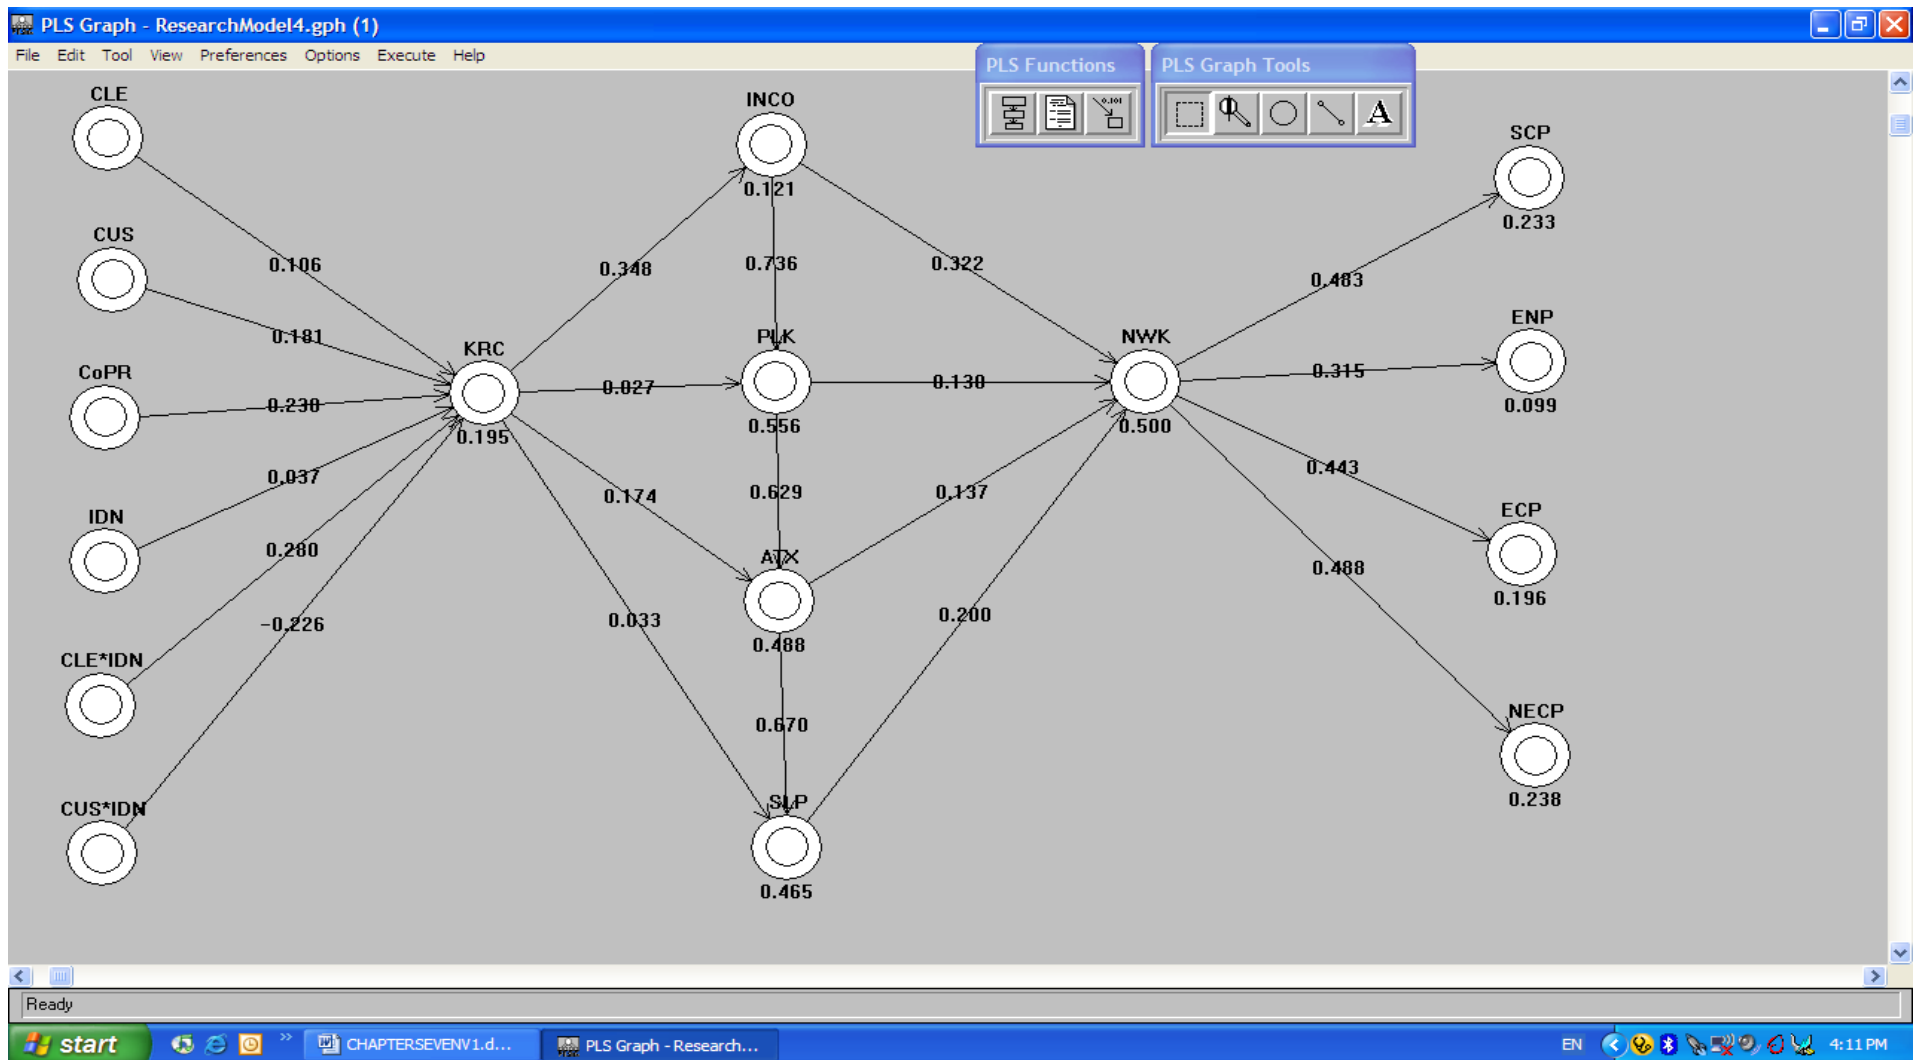 PLS Graph - ResearchModel4.gph (1)
File Edit Tool View Preferences Options Execute Help
PLS Functions
PLS Graph Tools
0.101
A
CLE
CUS
CoPR
IDN
CLE*IDN
CUS*IDN
0.106
0.181
0.230
0.037
0.280
-0.226
KRC
0.195
0.348
0.027
0.174
0.033
INCO
0.121
0.736
PLK
0.556
0.629
ATX
0.488
0.670
SLP
0.465
0.322
0.130
0.137
0.200
NWK
0.500
0.483
0.315
0.443
0.488
SCP
0.233
ENP
0.099
ECP
0.196
NECP
0.238
Ready
start
CHAPTERSEVENV1.d...
PLS Graph - Research...
EN
4:11 PM